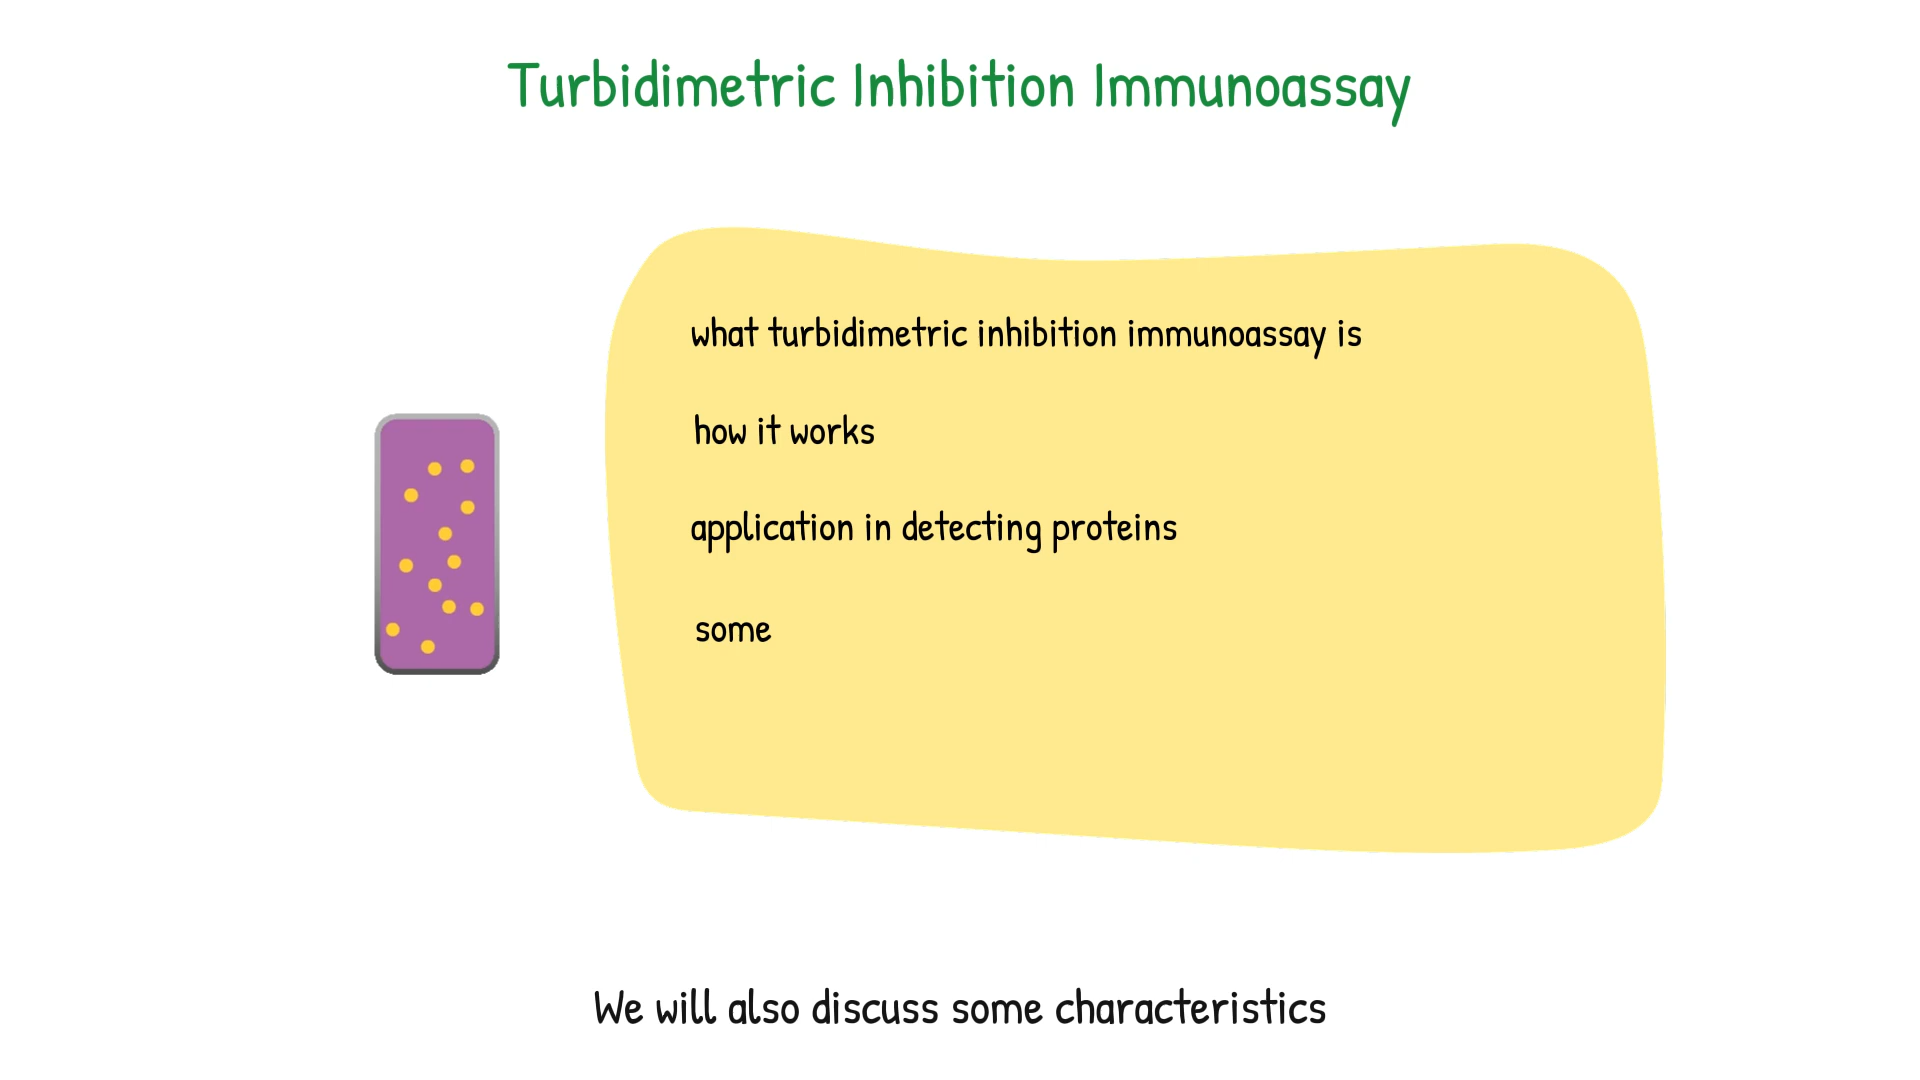 Turbidimetric Inhibition Immunoassay
what turbidimetric inhibition immunoassay is
how it works
application in detecting proteins
some
We will also discuss some characteristics